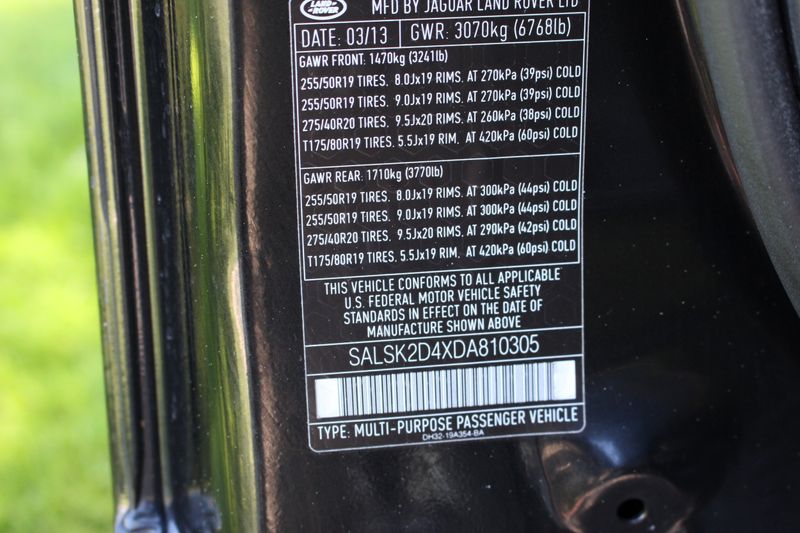 LAND ROVER
MFD BY JAGUAR LAND ROVER LTD
DATE: 03/13 GWR: 3070kg (6768lb)
GAWR FRONT: 1470kg (3241lb)
255/50R19 TIRES. 8.0Jx19 RIMS. AT 270kPa (39psi) COLD
255/50R19 TIRES. 9.0Jx19 RIMS. AT 270kPa (39psi) COLD
275/40R20 TIRES. 9.5Jx20 RIMS. AT 260kPa (38psi) COLD
T175/80R19 TIRES. 5.5Jx19 RIM. AT 420kPa (60psi) COLD
GAWR REAR: 1710kg (3770lb)
255/50R19 TIRES. 8.0Jx19 RIMS. AT 300kPa (44psi) COLD
255/50R19 TIRES. 9.0Jx19 RIMS. AT 300kPa (44psi) COLD
275/40R20 TIRES. 9.5Jx20 RIMS. AT 290kPa (42psi) COLD
T175/80R19 TIRES. 5.5Jx19 RIM. AT 420kPa (60psi) COLD
THIS VEHICLE CONFORMS TO ALL APPLICABLE
U.S. FEDERAL MOTOR VEHICLE SAFETY
STANDARDS IN EFFECT ON THE DATE OF
MANUFACTURE SHOWN ABOVE
SALSK2D4XDA810305
TYPE: MULTI-PURPOSE PASSENGER VEHICLE
DH32-19A354-BA